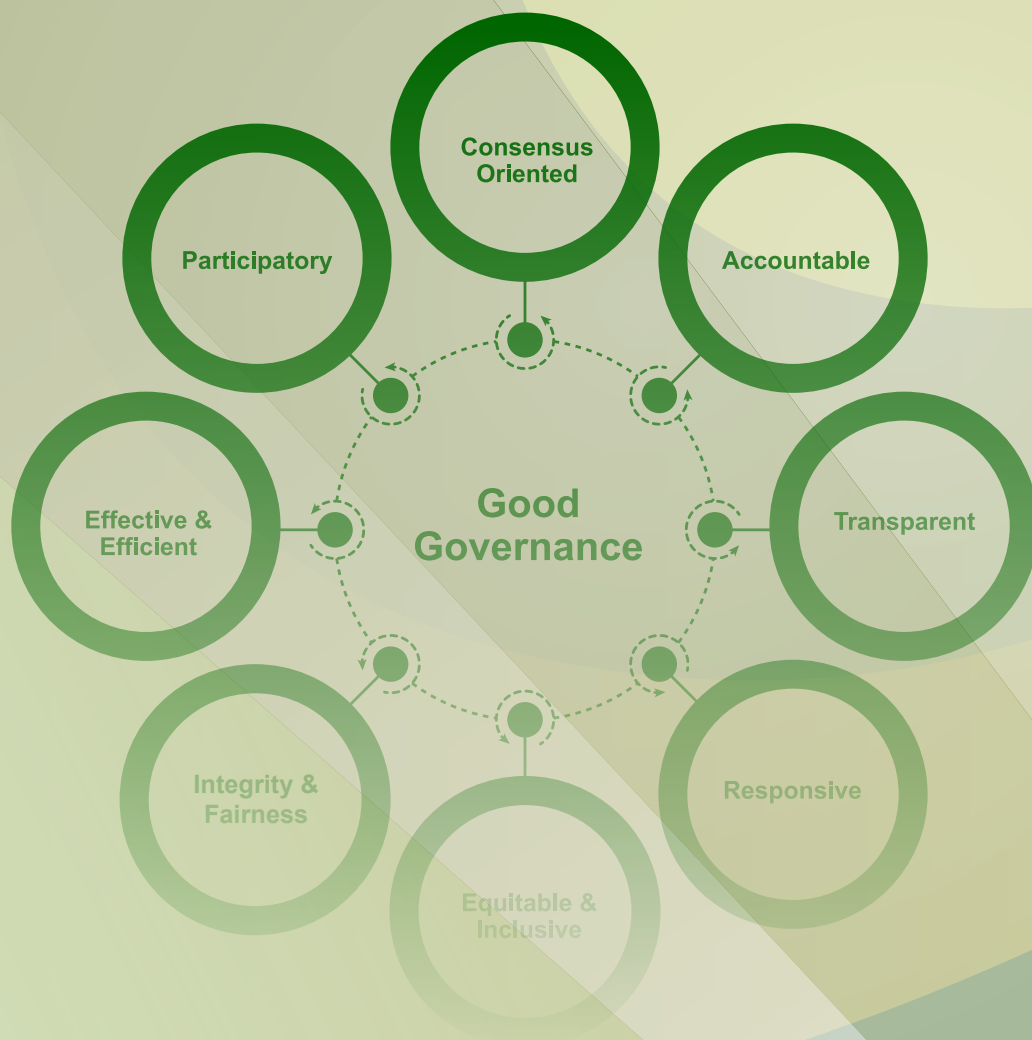 Consensus
Oriented
Participatory
Accountable
Effective &
Efficient
Good
Governance
Transparent
Integrity &
Fairness
Responsive
Equitable &
Inclusive